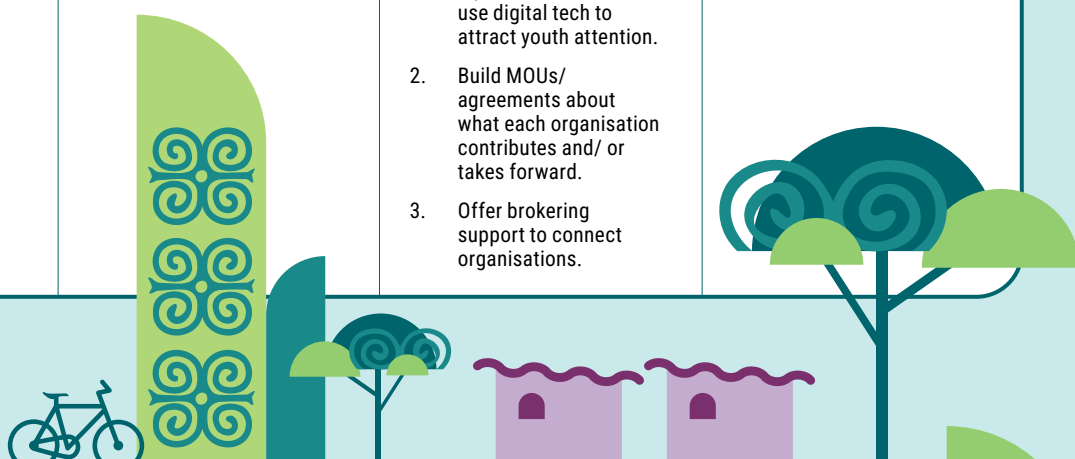 use digital tech to
attract youth attention.
2. Build MOUs/
agreements about
what each organisation
contributes and/ or
takes forward.
3. Offer brokering
support to connect
organisations.